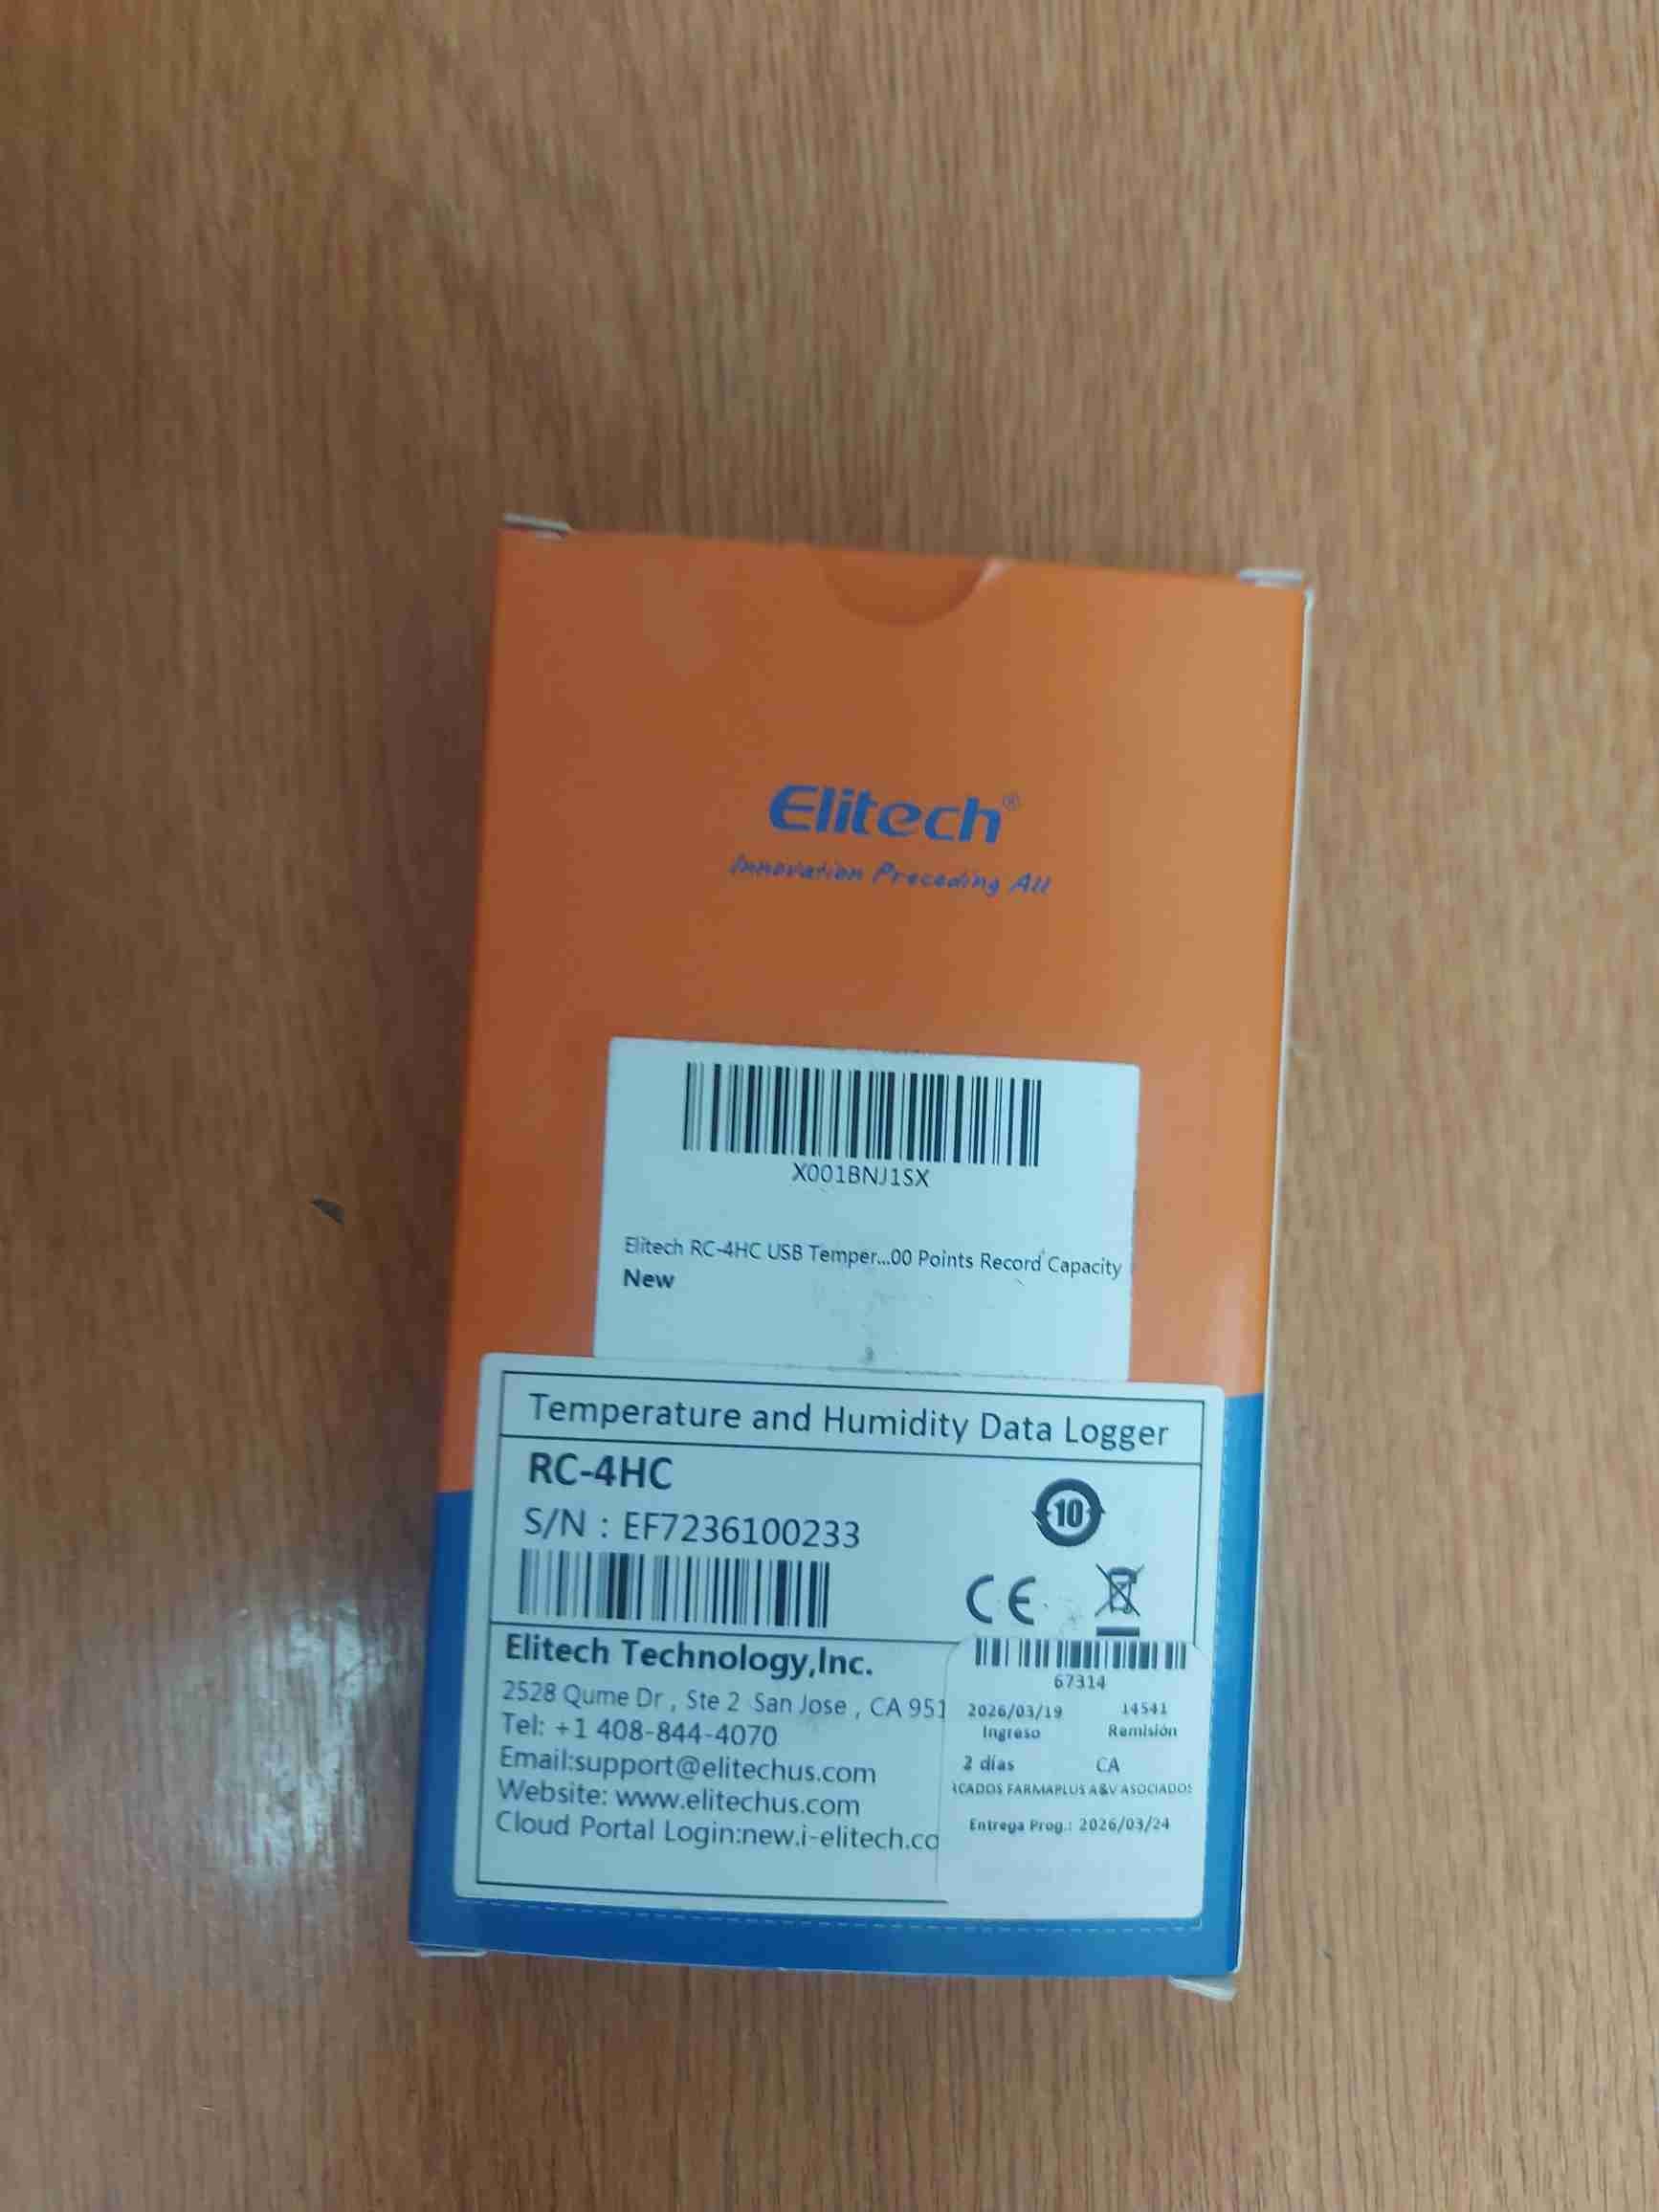 Elitech®
Innovation Preceding All
X001BNJ1SX
Elitech RC-4HC USB Temper...00 Points Record Capacity
New
Temperature and Humidity Data Logger
RC-4HC
S/N : EF7236100233
10
CE
Elitech Technology,Inc.
2528 Qume Dr , Ste 2 San Jose , CA 951
Tel: +1 408-844-4070
Email:support@elitechus.com
Website: www.elitechus.com
Cloud Portal Login:new.i-elitech.co
67314
2026/03/19 14541
Ingreso Remisión
2 días CA
RCADOS FARMAPLUS A&V ASOCIADOS
Entrega Prog.: 2026/03/24